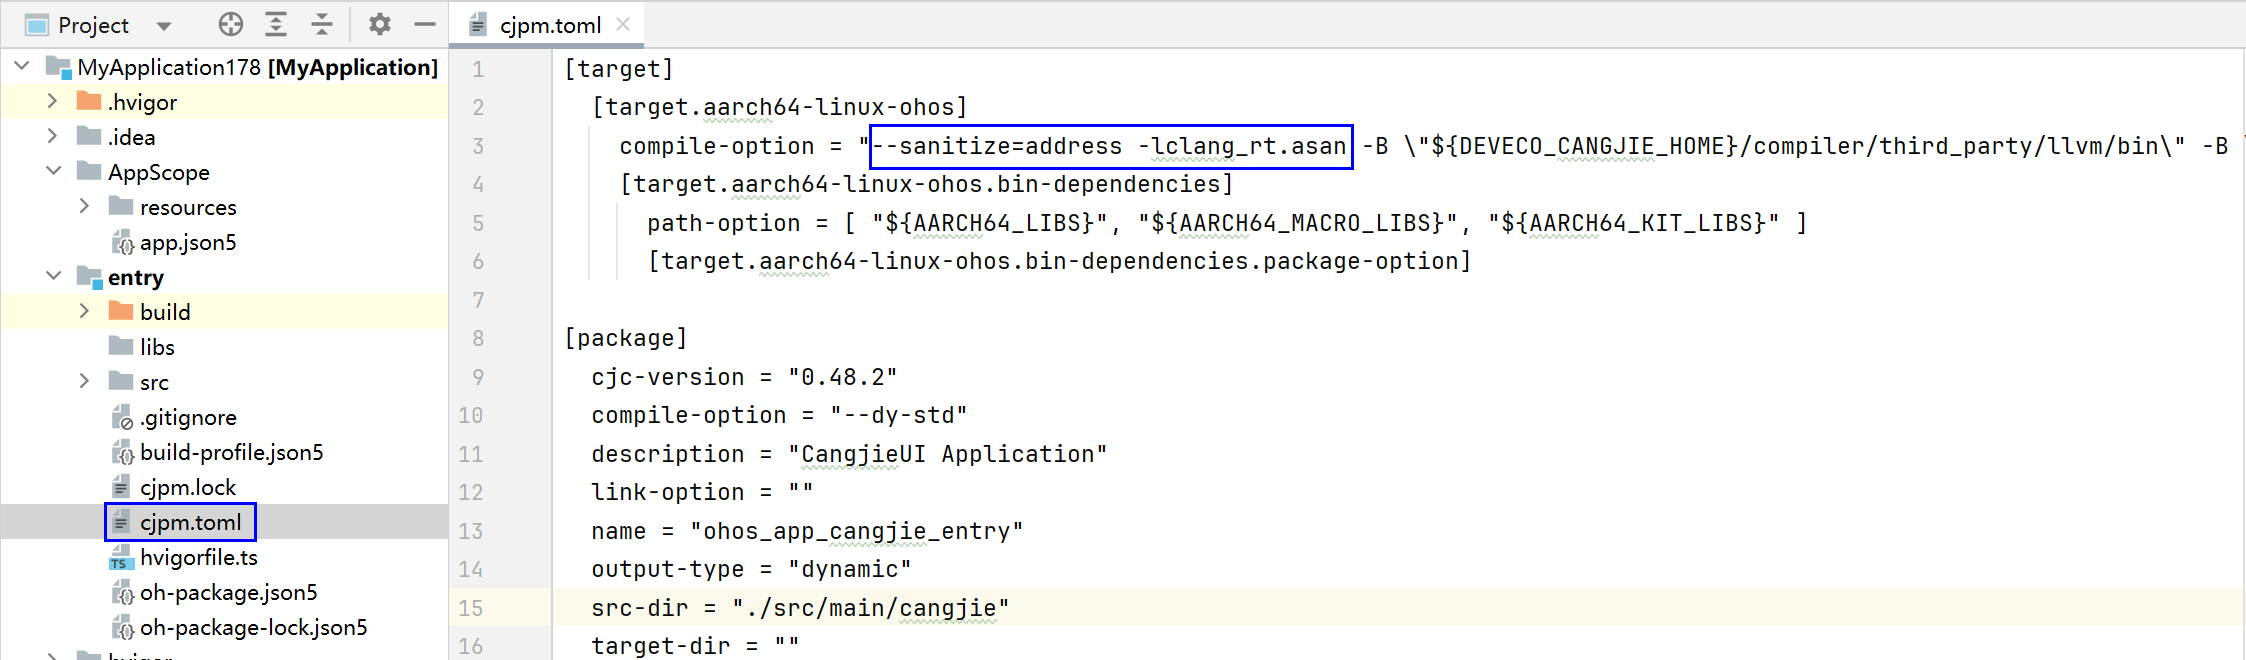 Project
MyApplication178 [MyApplication]
.hvigor
.idea
AppScope
resources
app.json5
entry
build
libs
src
.gitignore
build-profile.json5
cjpm.lock
cjpm.toml
hvigorfile.ts
oh-package.json5
oh-package-lock.json5
cjpm.toml
1 [target]
2 [target.aarch64-linux-ohos]
3 compile-option = "--sanitize=address -lclang_rt.asan -B \"${DEVECO_CANGJIE_HOME}/compiler/third_party/llvm/bin\" -B
4 [target.aarch64-linux-ohos.bin-dependencies]
5 path-option = [ "${AARCH64_LIBS}", "${AARCH64_MACRO_LIBS}", "${AARCH64_KIT_LIBS}" ]
6 [target.aarch64-linux-ohos.bin-dependencies.package-option]
7
8 [package]
9 cjc-version = "0.48.2"
10 compile-option = "--dy-std"
11 description = "CangjieUI Application"
12 link-option = ""
13 name = "ohos_app_cangjie_entry"
14 output-type = "dynamic"
15 src-dir = "./src/main/cangjie"
16 target-dir = ""